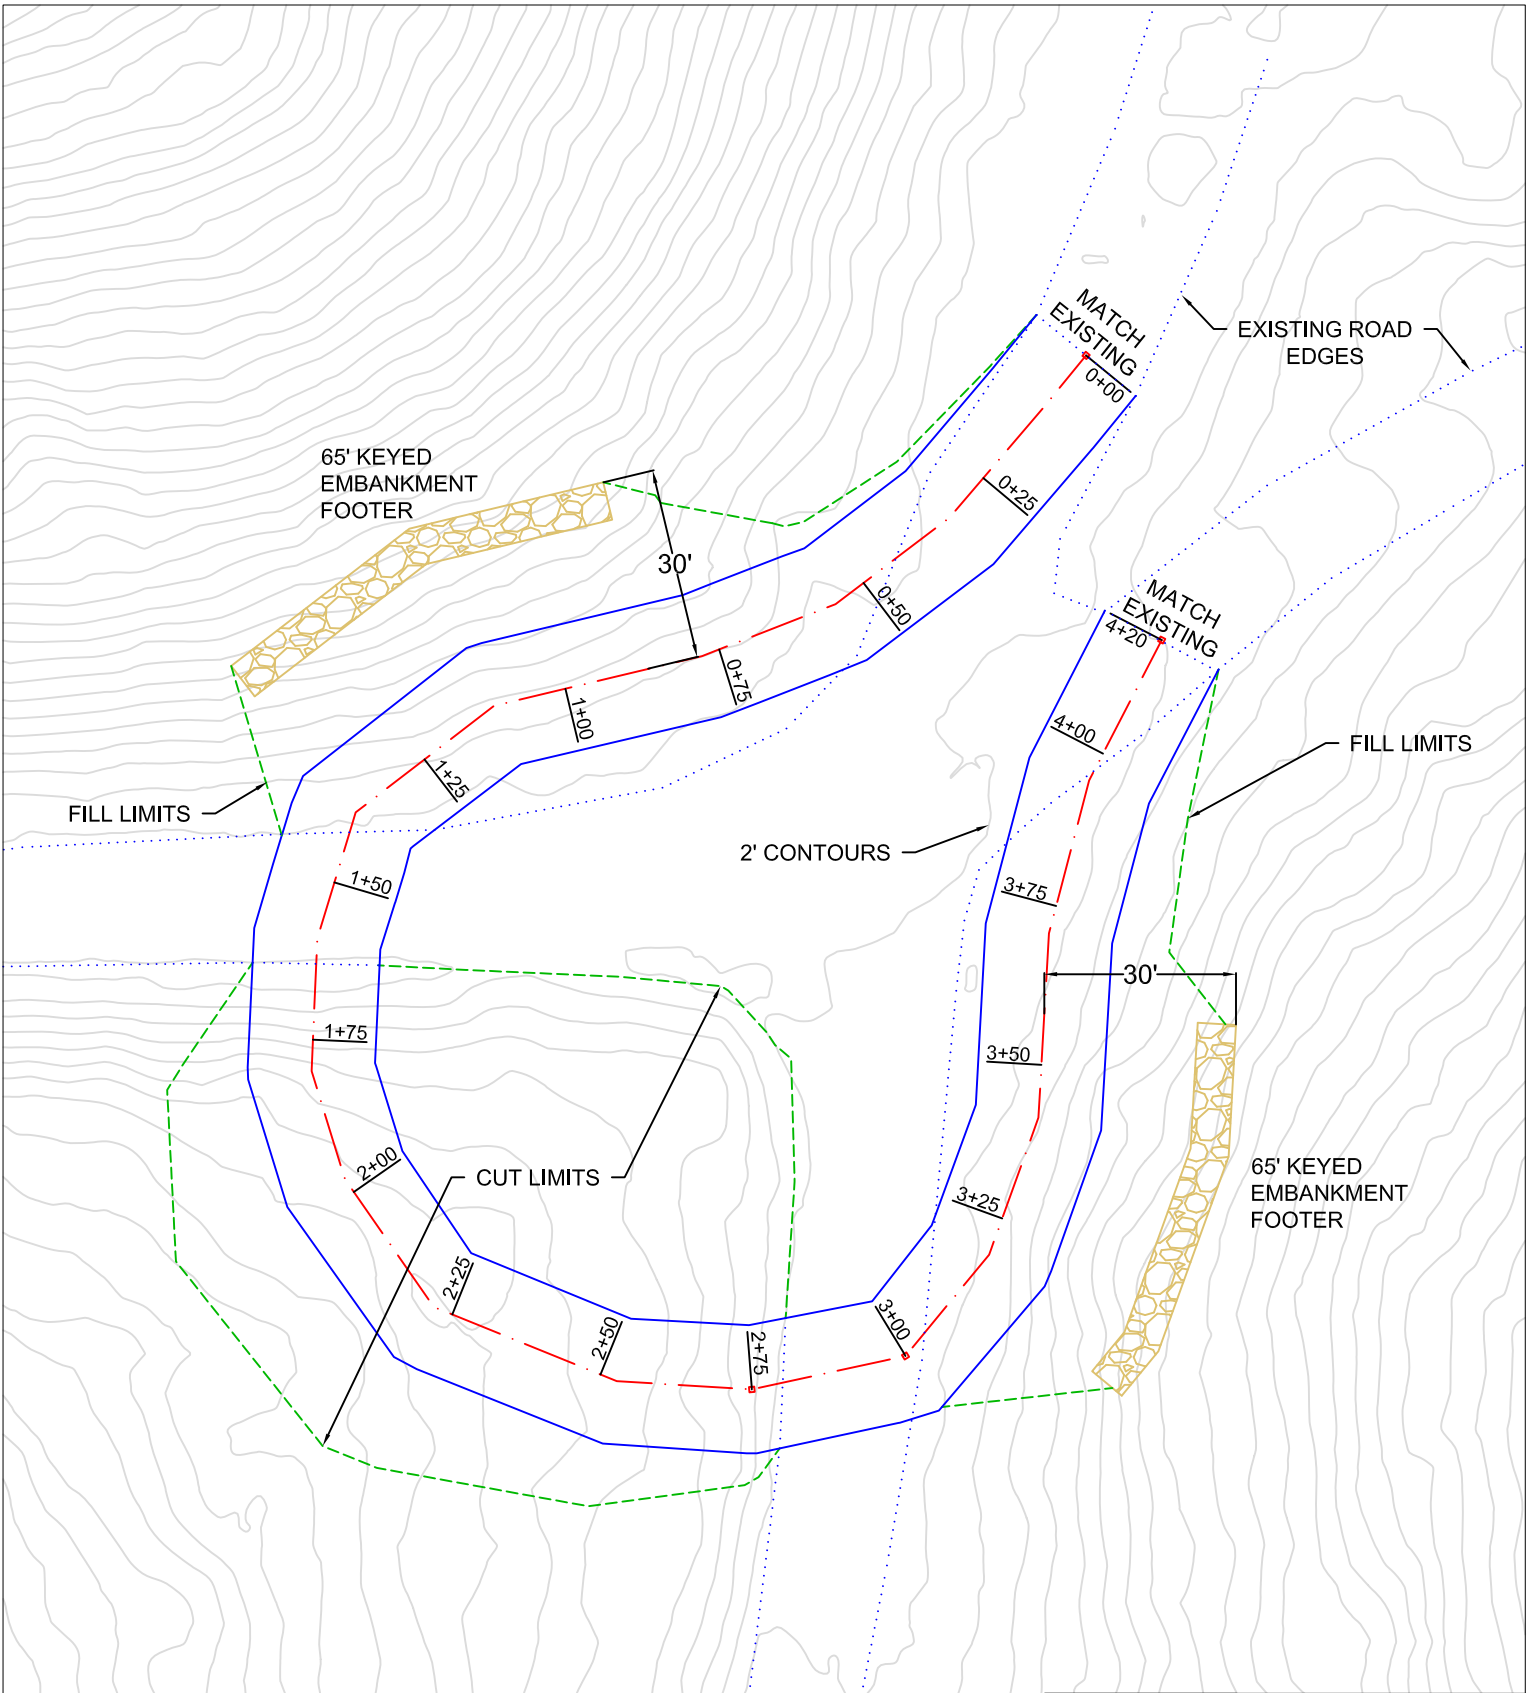 MATCH
EXISTING
0+00
EXISTING ROAD
EDGES
65' KEYED
EMBANKMENT
FOOTER
0+25
30'
0+50
MATCH
EXISTING
4+20
0+75
1+00
4+00
1+25
FILL LIMITS
FILL LIMITS
2' CONTOURS
1+50
3+75
30'
1+75
3+50
2+00
CUT LIMITS
3+25
65' KEYED
EMBANKMENT
FOOTER
2+25
2+50
2+75
3+00